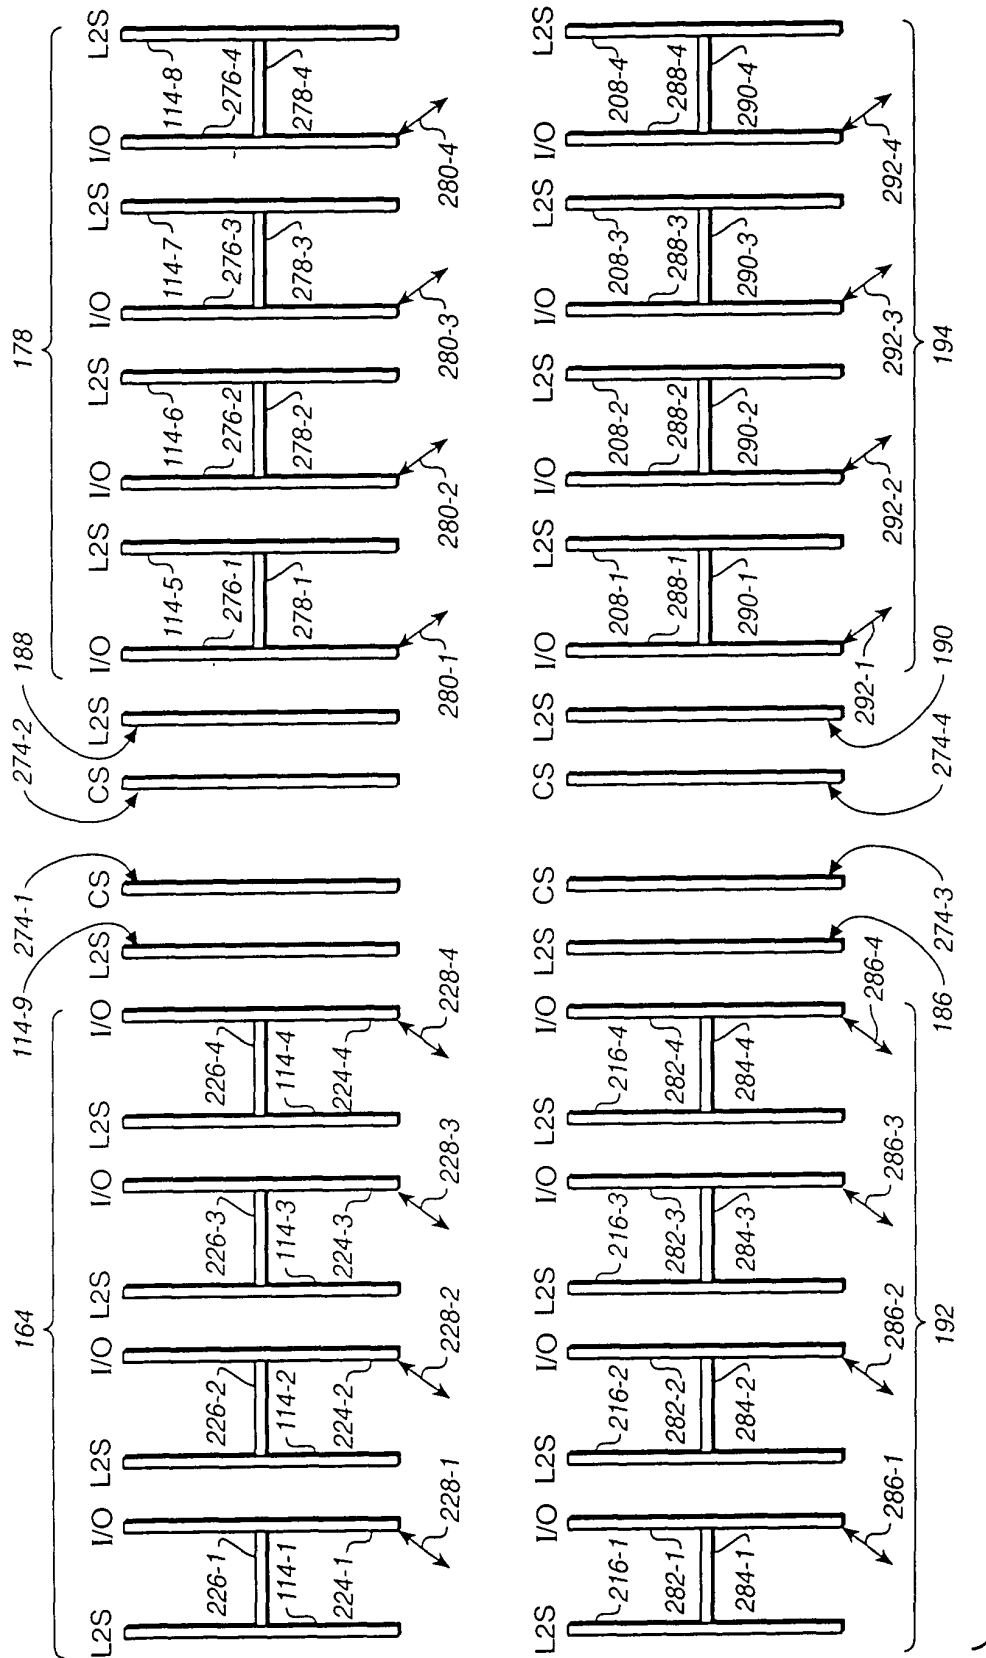 164 114-9 274-1 274-2 188 178
L2S I/O L2S I/O L2S I/O L2S I/O L2S CS CS L2S I/O L2S I/O L2S I/O L2S I/O L2S
114-5 114-6 114-7 114-8
226-1 226-2 226-3 226-4 276-1 276-2 276-3 276-4
114-1 114-2 114-3 114-4 278-1 278-2 278-3 278-4
224-1 224-2 224-3 224-4
228-1 228-2 228-3 228-4 280-1 280-2 280-3 280-4
L2S I/O L2S I/O L2S I/O L2S I/O L2S CS CS L2S I/O L2S I/O L2S I/O L2S I/O L2S
216-1 216-2 216-3 216-4 208-1 208-2 208-3 208-4
282-1 282-2 282-3 282-4 288-1 288-2 288-3 288-4
284-1 284-2 284-3 284-4 290-1 290-2 290-3 290-4
286-1 286-2 286-3 286-4 292-1 292-2 292-3 292-4
192 186 274-3 274-4 190 194